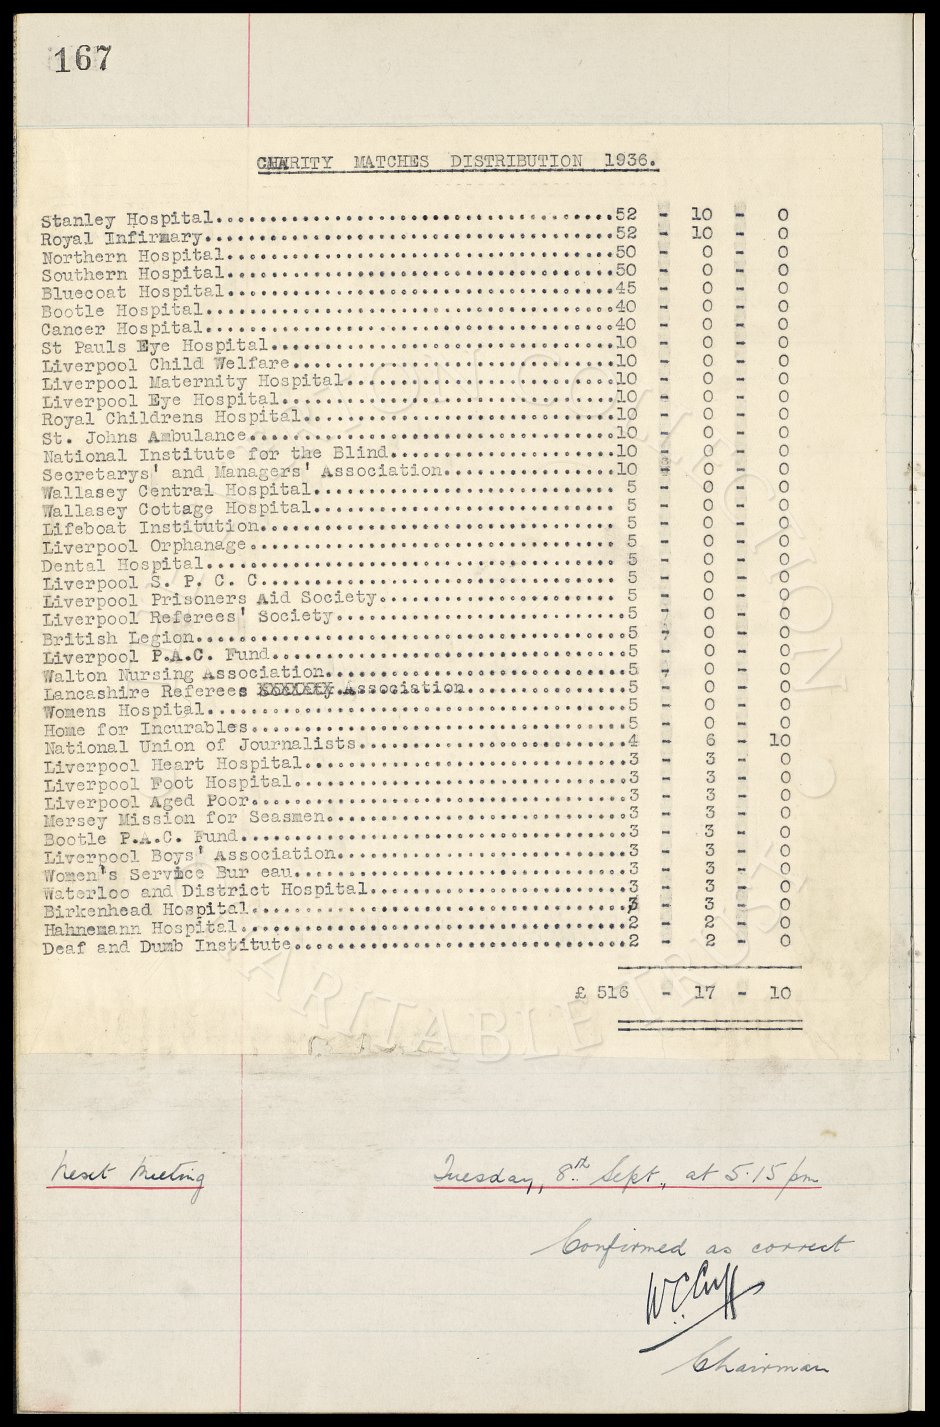 167
CHARITY MATCHES DISTRIBUTION 1936.
Stanley Hospital........................................52 - 10 - 0
Royal Infirmary.........................................52 - 10 - 0
Northern Hospital.......................................50 - 0 - 0
Southern Hospital.......................................50 - 0 - 0
Bluecoat Hospital.......................................45 - 0 - 0
Bootle Hospital.........................................40 - 0 - 0
Cancer Hospital.........................................40 - 0 - 0
St Pauls Eye Hospital...................................10 - 0 - 0
Liverpool Child Welfare.................................10 - 0 - 0
Liverpool Maternity Hospital............................10 - 0 - 0
Liverpool Eye Hospital..................................10 - 0 - 0
Royal Childrens Hospital................................10 - 0 - 0
St. Johns Ambulance.....................................10 - 0 - 0
National Institute for the Blind........................10 - 0 - 0
Secretarys' and Managers' Association...................10 - 0 - 0
Wallasey Central Hospital............................... 5 - 0 - 0
Wallasey Cottage Hospital............................... 5 - 0 - 0
Lifeboat Institution.................................... 5 - 0 - 0
Liverpool Orphanage..................................... 5 - 0 - 0
Dental Hospital......................................... 5 - 0 - 0
Liverpool S. P. C. C.................................... 5 - 0 - 0
Liverpool Prisoners Aid Society......................... 5 - 0 - 0
Liverpool Referees' Society............................. 5 - 0 - 0
British Legion..........................................5 - 0 - 0
Liverpool P.A.C. Fund...................................5 - 0 - 0
Walton Nursing Association..............................5 - 0 - 0
Lancashire Referees XXXXXXX.Association.................5 - 0 - 0
Womens Hospital.........................................5 - 0 - 0
Home for Incurables.....................................5 - 0 - 0
National Union of Journalists...........................4 - 6 - 10
Liverpool Heart Hospital................................3 - 3 - 0
Liverpool Foot Hospital.................................3 - 3 - 0
Liverpool Aged Poor.....................................3 - 3 - 0
Mersey Mission for Seasmen..............................3 - 3 - 0
Bootle P.A.C. Fund......................................3 - 3 - 0
Liverpool Boys' Association.............................3 - 3 - 0
Women's Service Bur eau.................................3 - 3 - 0
Waterloo and District Hospital..........................3 - 3 - 0
Birkenhead Hospital.....................................3 - 3 - 0
Hahnemann Hospital......................................2 - 2 - 0
Deaf and Dumb Institute.................................2 - 2 - 0
£ 516 - 17 - 10
Next Meeting Tuesday, 8th Sept., at 5.15 pm
Confirmed as correct
W C Cuff
Chairman